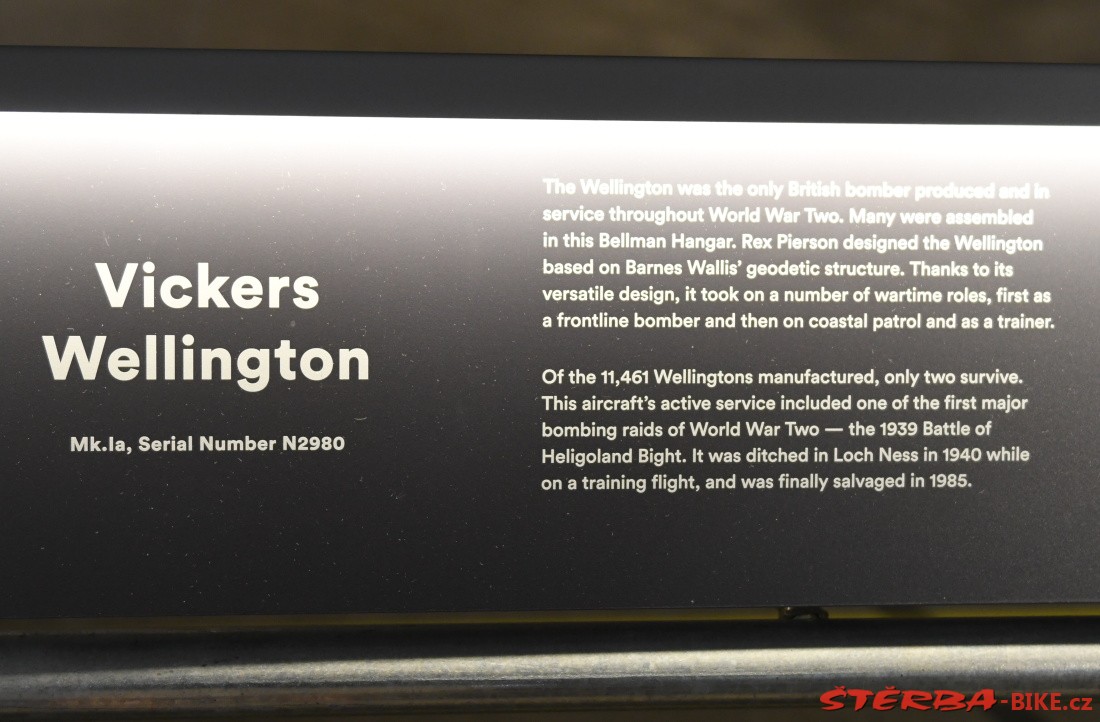 Vickers
Wellington
Mk.Ia, Serial Number N2980
The Wellington was the only British bomber produced and in
service throughout World War Two. Many were assembled
in this Bellman Hangar. Rex Pierson designed the Wellington
based on Barnes Wallis’ geodetic structure. Thanks to its
versatile design, it took on a number of wartime roles, first as
a frontline bomber and then on coastal patrol and as a trainer.
Of the 11,461 Wellingtons manufactured, only two survive.
This aircraft’s active service included one of the first major
bombing raids of World War Two — the 1939 Battle of
Heligoland Bight. It was ditched in Loch Ness in 1940 while
on a training flight, and was finally salvaged in 1985.
ŠTĚRBA-BIKE.cz